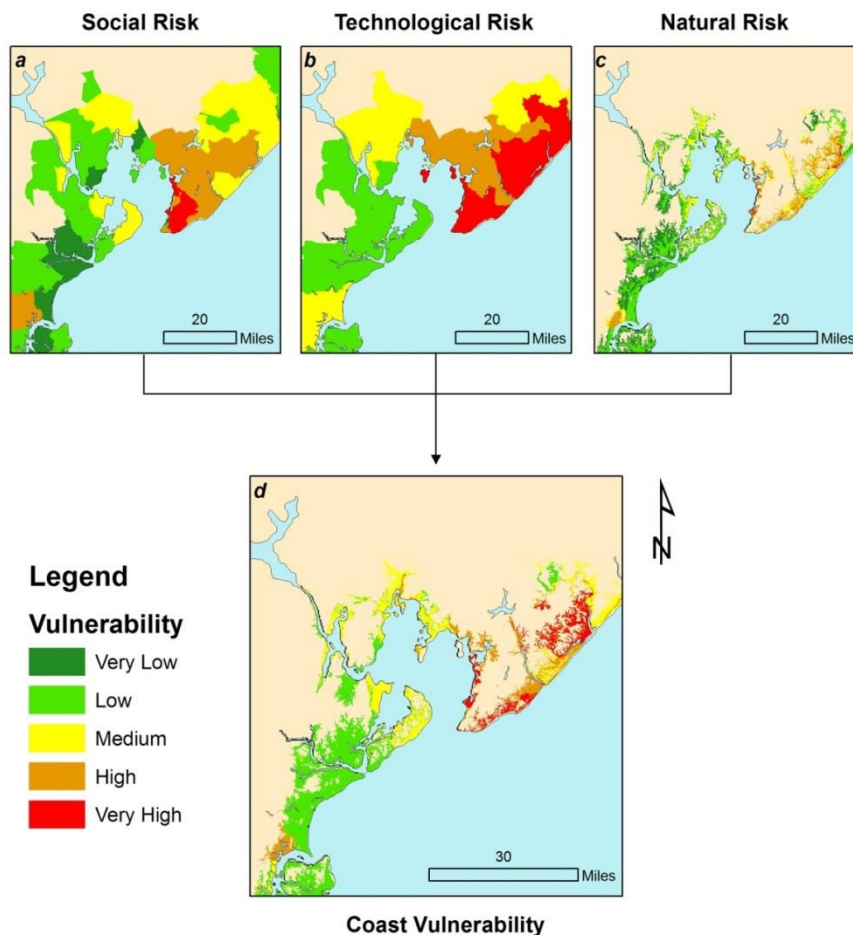 Social Risk
Technological Risk
Natural Risk
a
b
c
20
Miles
20
Miles
20
Miles
d
N
Legend
Vulnerability
Very Low
Low
Medium
High
Very High
30
Miles
Coast Vulnerability